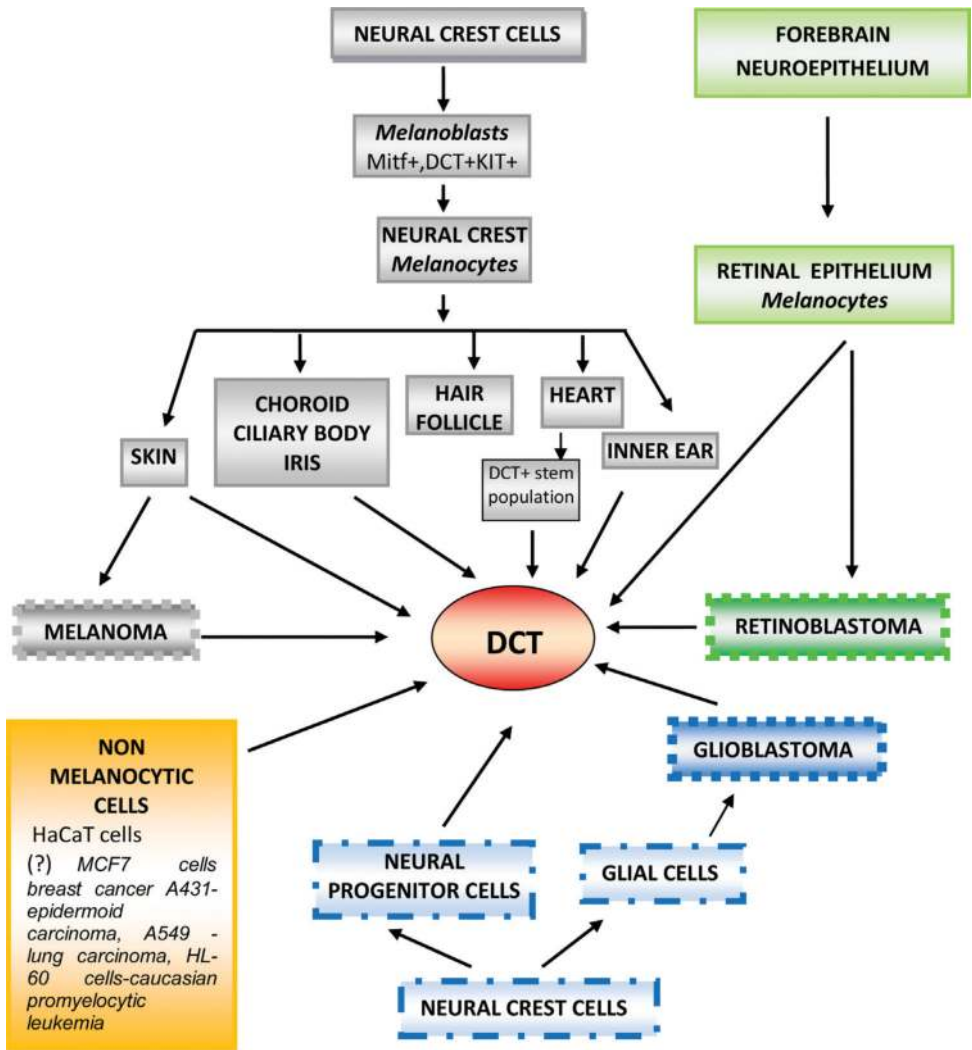 NEURAL CREST CELLS
FOREBRAIN
NEUROEPITHELIUM
Melanoblasts
Mitf+,DCT+KIT+
NEURAL CREST
Melanocytes
RETINAL EPITHELIUM
Melanocytes
SKIN
CHOROID
CILIARY BODY
IRIS
HAIR
FOLLICLE
HEART
INNER EAR
DCT+ stem
population
MELANOMA
DCT
RETINOBLASTOMA
NON
MELANOCYTIC
CELLS
HaCaT cells
(?) MCF7 cells
breast cancer A431-
epidermoid
carcinoma, A549 -
lung carcinoma, HL-
60 cells-caucasian
promyelocytic
leukemia
GLIOBLASTOMA
NEURAL
PROGENITOR CELLS
GLIAL CELLS
NEURAL CREST CELLS